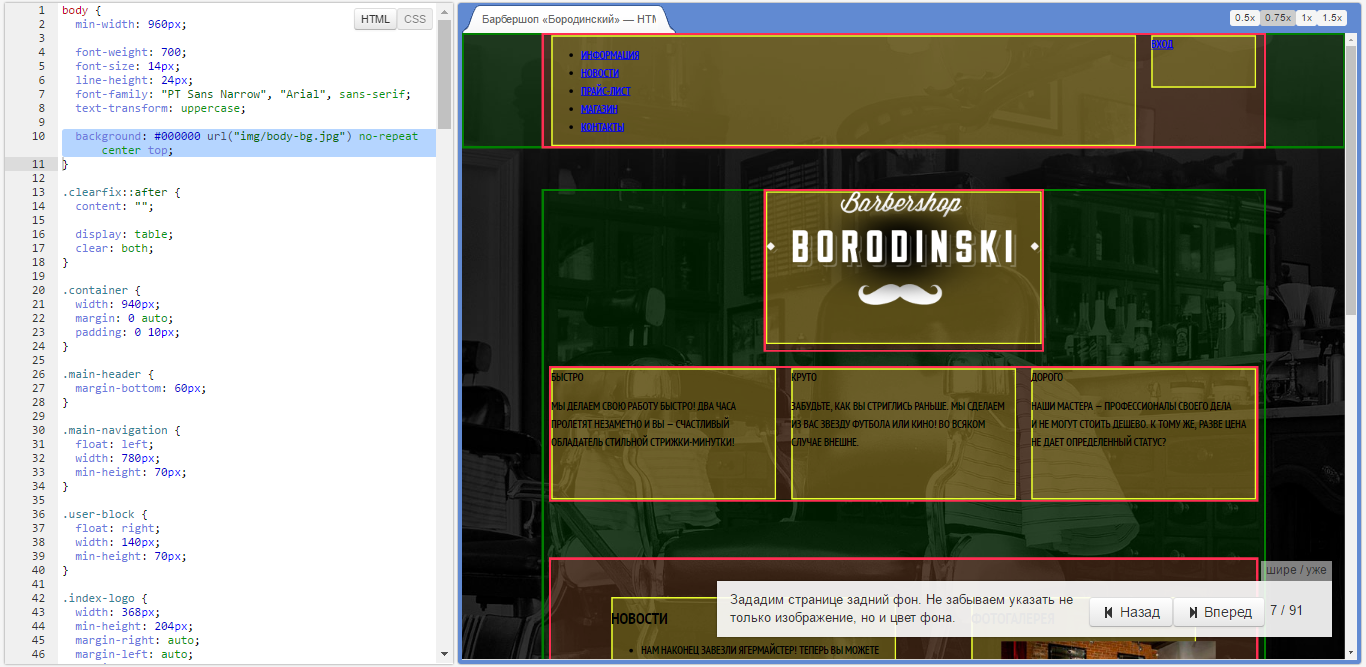 HTML CSS
1 body {
2 min-width: 960px;
3
4 font-weight: 700;
5 font-size: 14px;
6 line-height: 24px;
7 font-family: "PT Sans Narrow", "Arial", sans-serif;
8 text-transform: uppercase;
9
10 background: #000000 url("img/body-bg.jpg") no-repeat
center top;
11 }
12
13 .clearfix::after {
14 content: "";
15
16 display: table;
17 clear: both;
18 }
19
20 .container {
21 width: 940px;
22 margin: 0 auto;
23 padding: 0 10px;
24 }
25
26 .main-header {
27 margin-bottom: 60px;
28 }
29
30 .main-navigation {
31 float: left;
32 width: 780px;
33 min-height: 70px;
34 }
35
36 .user-block {
37 float: right;
38 width: 140px;
39 min-height: 70px;
40 }
41
42 .index-logo {
43 width: 368px;
44 min-height: 204px;
45 margin-right: auto;
46 margin-left: auto;
Барбершоп «Бородинский» — HTM
0.5x 0.75x 1x 1.5x
ИНФОРМАЦИЯ
НОВОСТИ
ПРАЙС-ЛИСТ
МАГАЗИН
КОНТАКТЫ
ВХОД
Barbershop
BORODINSKI
БЫСТРО
МЫ ДЕЛАЕМ СВОЮ РАБОТУ БЫСТРО! ДВА ЧАСА
ПРОЛЕТЯТ НЕЗАМЕТНО И ВЫ — СЧАСТЛИВЫЙ
ОБЛАДАТЕЛЬ СТИЛЬНОЙ СТРИЖКИ-МИНУТКИ!
КРУТО
ЗАБУДЬТЕ, КАК ВЫ СТРИГЛИСЬ РАНЬШЕ. МЫ СДЕЛАЕМ
ИЗ ВАС ЗВЕЗДУ ФУТБОЛА ИЛИ КИНО! ВО ВСЯКОМ
СЛУЧАЕ ВНЕШНЕ.
ДОРОГО
НАШИ МАСТЕРА — ПРОФЕССИОНАЛЫ СВОЕГО ДЕЛА
И НЕ МОГУТ СТОИТЬ ДЕШЕВО. К ТОМУ ЖЕ, РАЗВЕ ЦЕНА
НЕ ДАЕТ ОПРЕДЕЛЕННЫЙ СТАТУС?
шире / уже
Зададим странице задний фон. Не забываем указать не
только изображение, но и цвет фона.
Назад Вперед 7 / 91
НОВОСТИ
ФОТОГАЛЕРЕЯ
НАМ НАКОНЕЦ ЗАВЕЗЛИ ЯГЕРМАЙСТЕР! ТЕПЕРЬ ВЫ МОЖЕТЕ